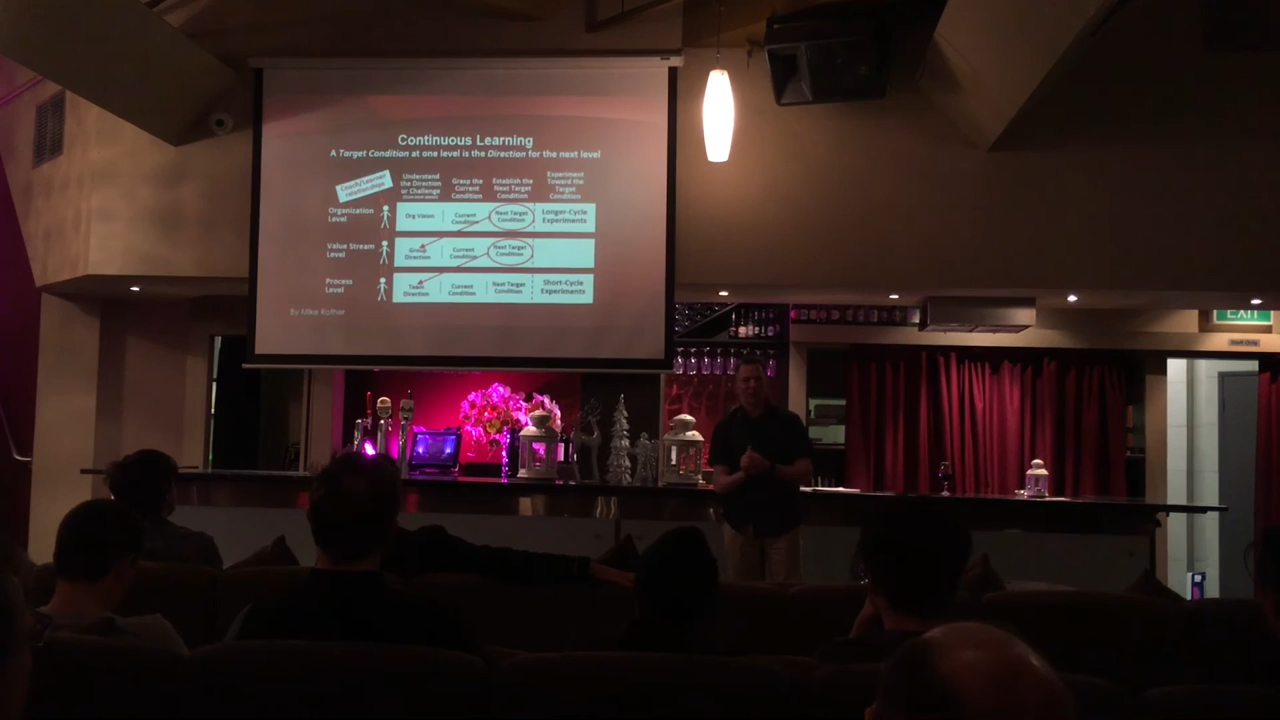 Continuous Learning
A Target Condition at one level is the Direction for the next level
Coach/Learner
relationships
Understand
the Direction
or Challenge
Grasp the
Current
Condition
Establish the
Next Target
Condition
Experiment
Toward the
Target
Condition
Organization
Level
Org Vision
Current
Condition
Next Target
Condition
Longer-Cycle
Experiments
Value Stream
Level
Group
Direction
Current
Condition
Next Target
Condition
Process
Level
Team
Direction
Current
Condition
Next Target
Condition
Short-Cycle
Experiments
By Mike Rother
EXIT
Staff Only